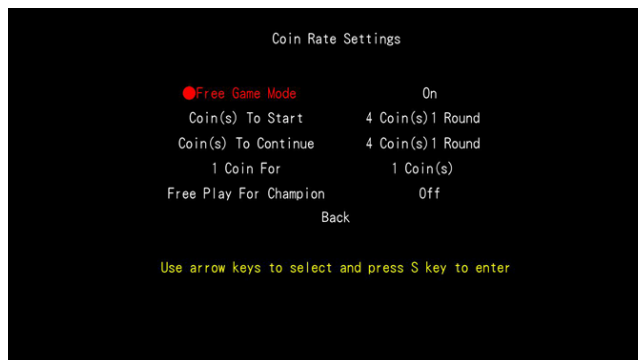 Coin Rate Settings
●Free Game Mode On
Coin(s) To Start 4 Coin(s)1 Round
Coin(s) To Continue 4 Coin(s)1 Round
1 Coin For 1 Coin(s)
Free Play For Champion Off
Back
Use arrow keys to select and press S key to enter